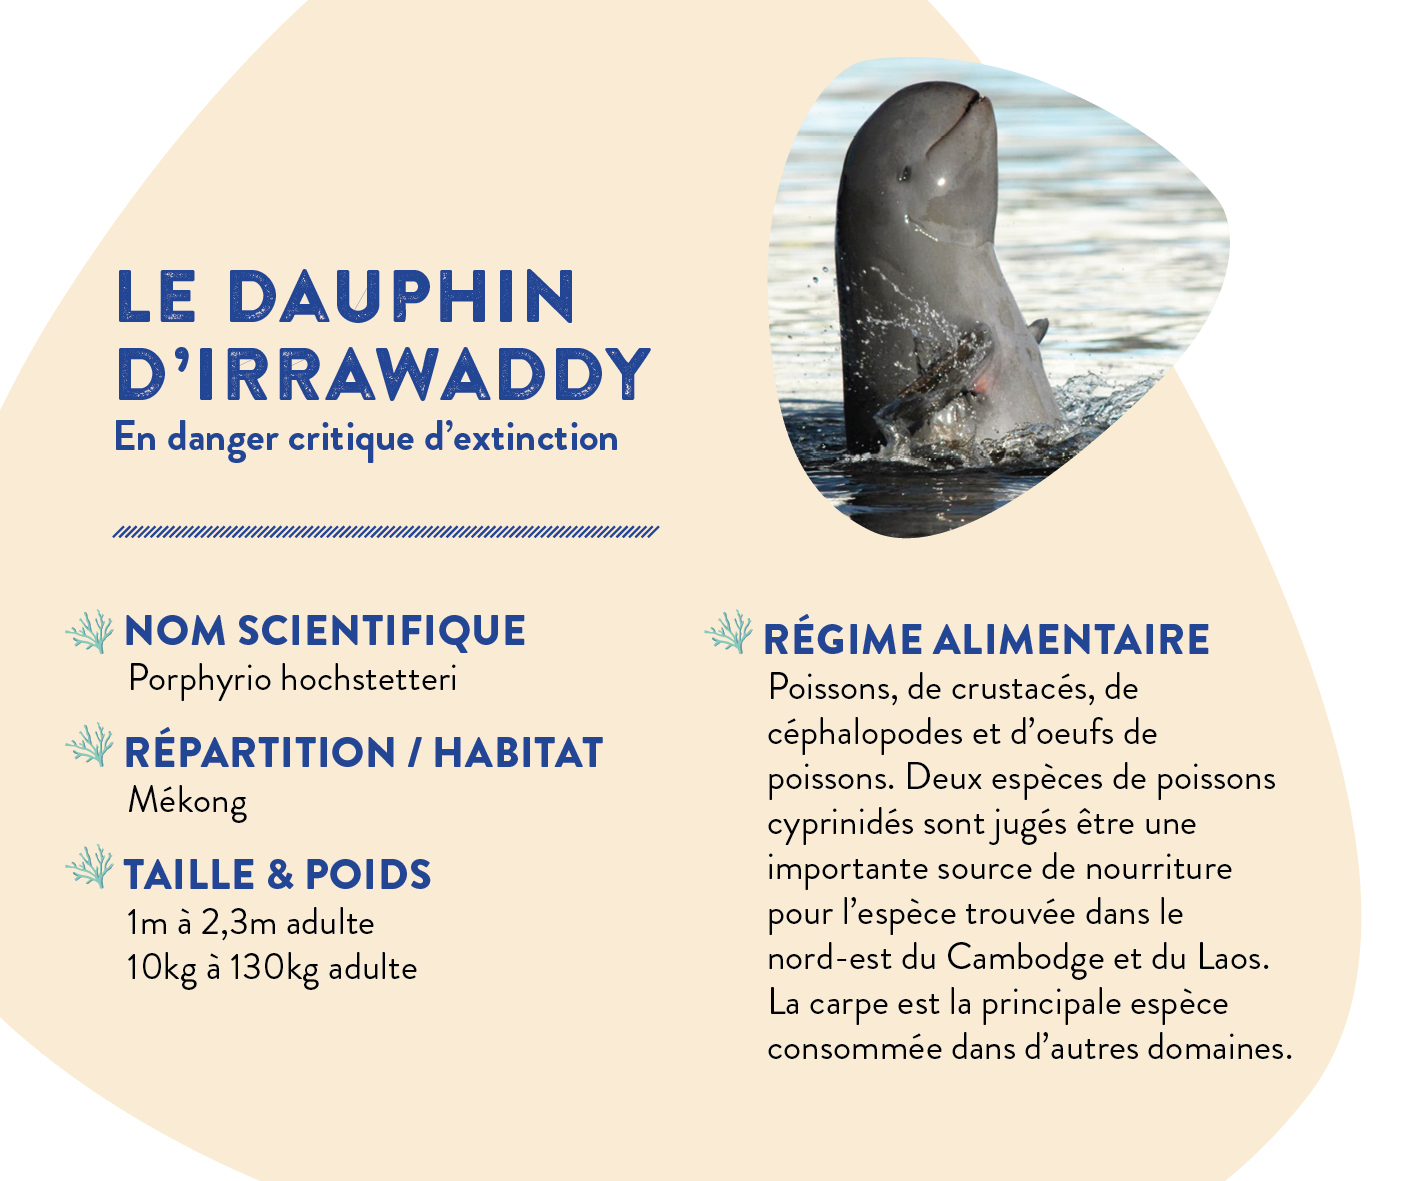 LE DAUPHIN
D’IRRAWADDY
En danger critique d’extinction
NOM SCIENTIFIQUE
Porphyrio hochstetteri
RÉPARTITION / HABITAT
Mékong
TAILLE & POIDS
1m à 2,3m adulte
10kg à 130kg adulte
RÉGIME ALIMENTAIRE
Poissons, de crustacés, de
céphalopodes et d’oeufs de
poissons. Deux espèces de poissons
cyprinidés sont jugés être une
importante source de nourriture
pour l’espèce trouvée dans le
nord-est du Cambodge et du Laos.
La carpe est la principale espèce
consommée dans d’autres domaines.